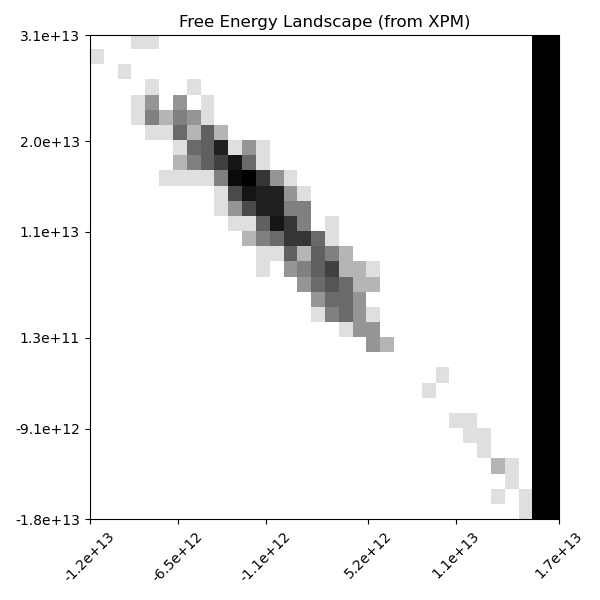 Free Energy Landscape (from XPM)
3.1e+13
2.0e+13
1.1e+13
1.3e+11
-9.1e+12
-1.8e+13
-1.2e+13
-6.5e+12
-1.1e+12
5.2e+12
1.1e+13
1.7e+13